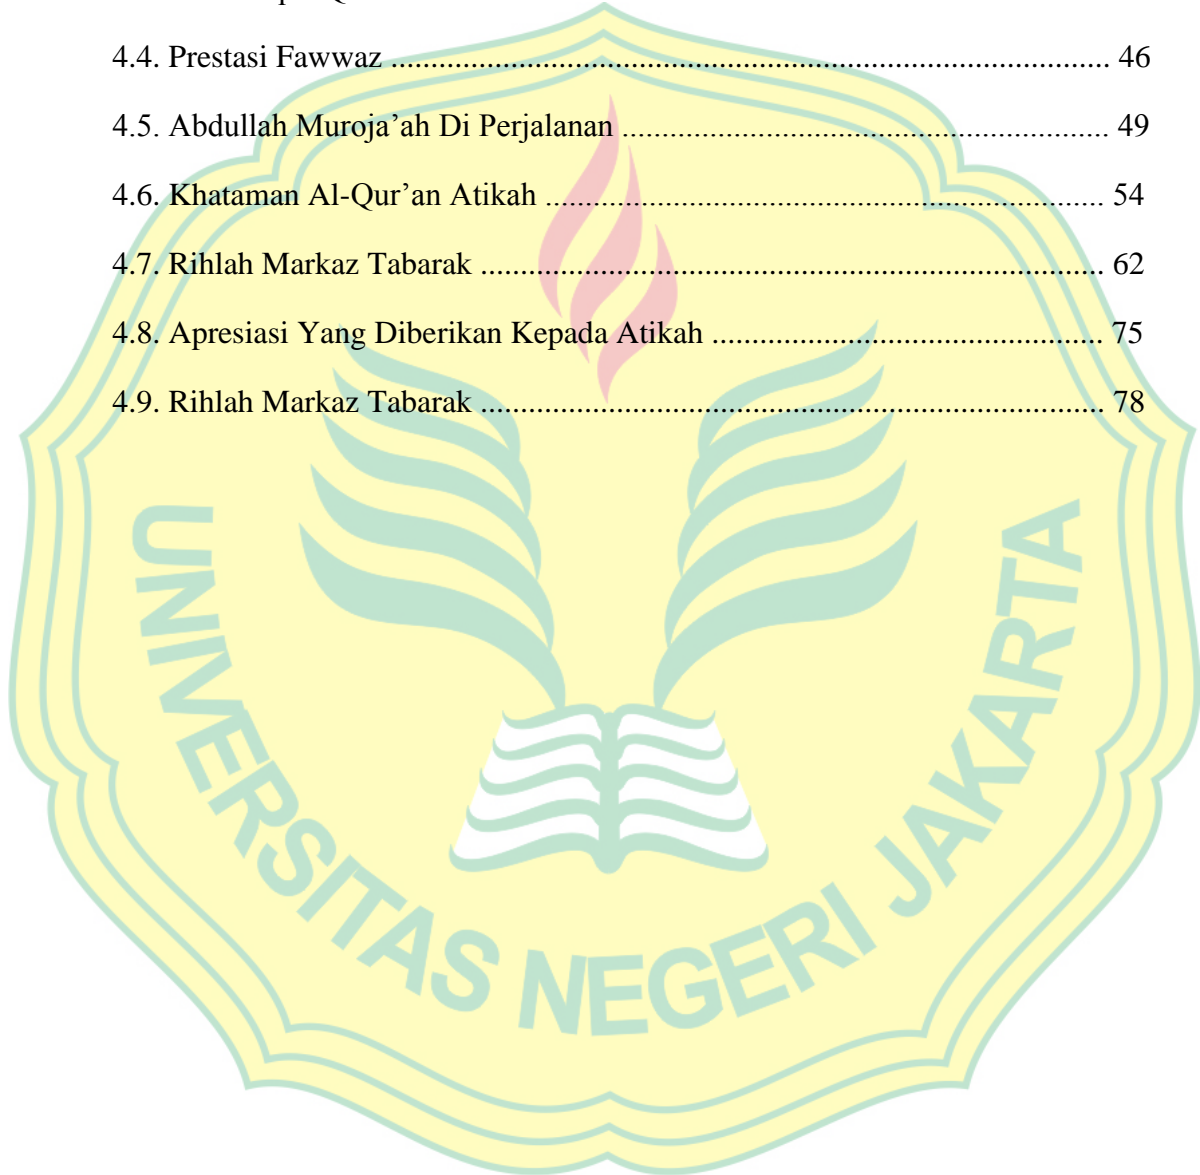 4.4. Prestasi Fawwaz .......................................................................................... 46
4.5. Abdullah Muroja’ah Di Perjalanan ............................................................. 49
4.6. Khataman Al-Qur’an Atikah ...................................................................... 54
4.7. Rihlah Markaz Tabarak .............................................................................. 62
4.8. Apresiasi Yang Diberikan Kepada Atikah ................................................. 75
4.9. Rihlah Markaz Tabarak .............................................................................. 78
UNIVERSITAS NEGERI JAKARTA